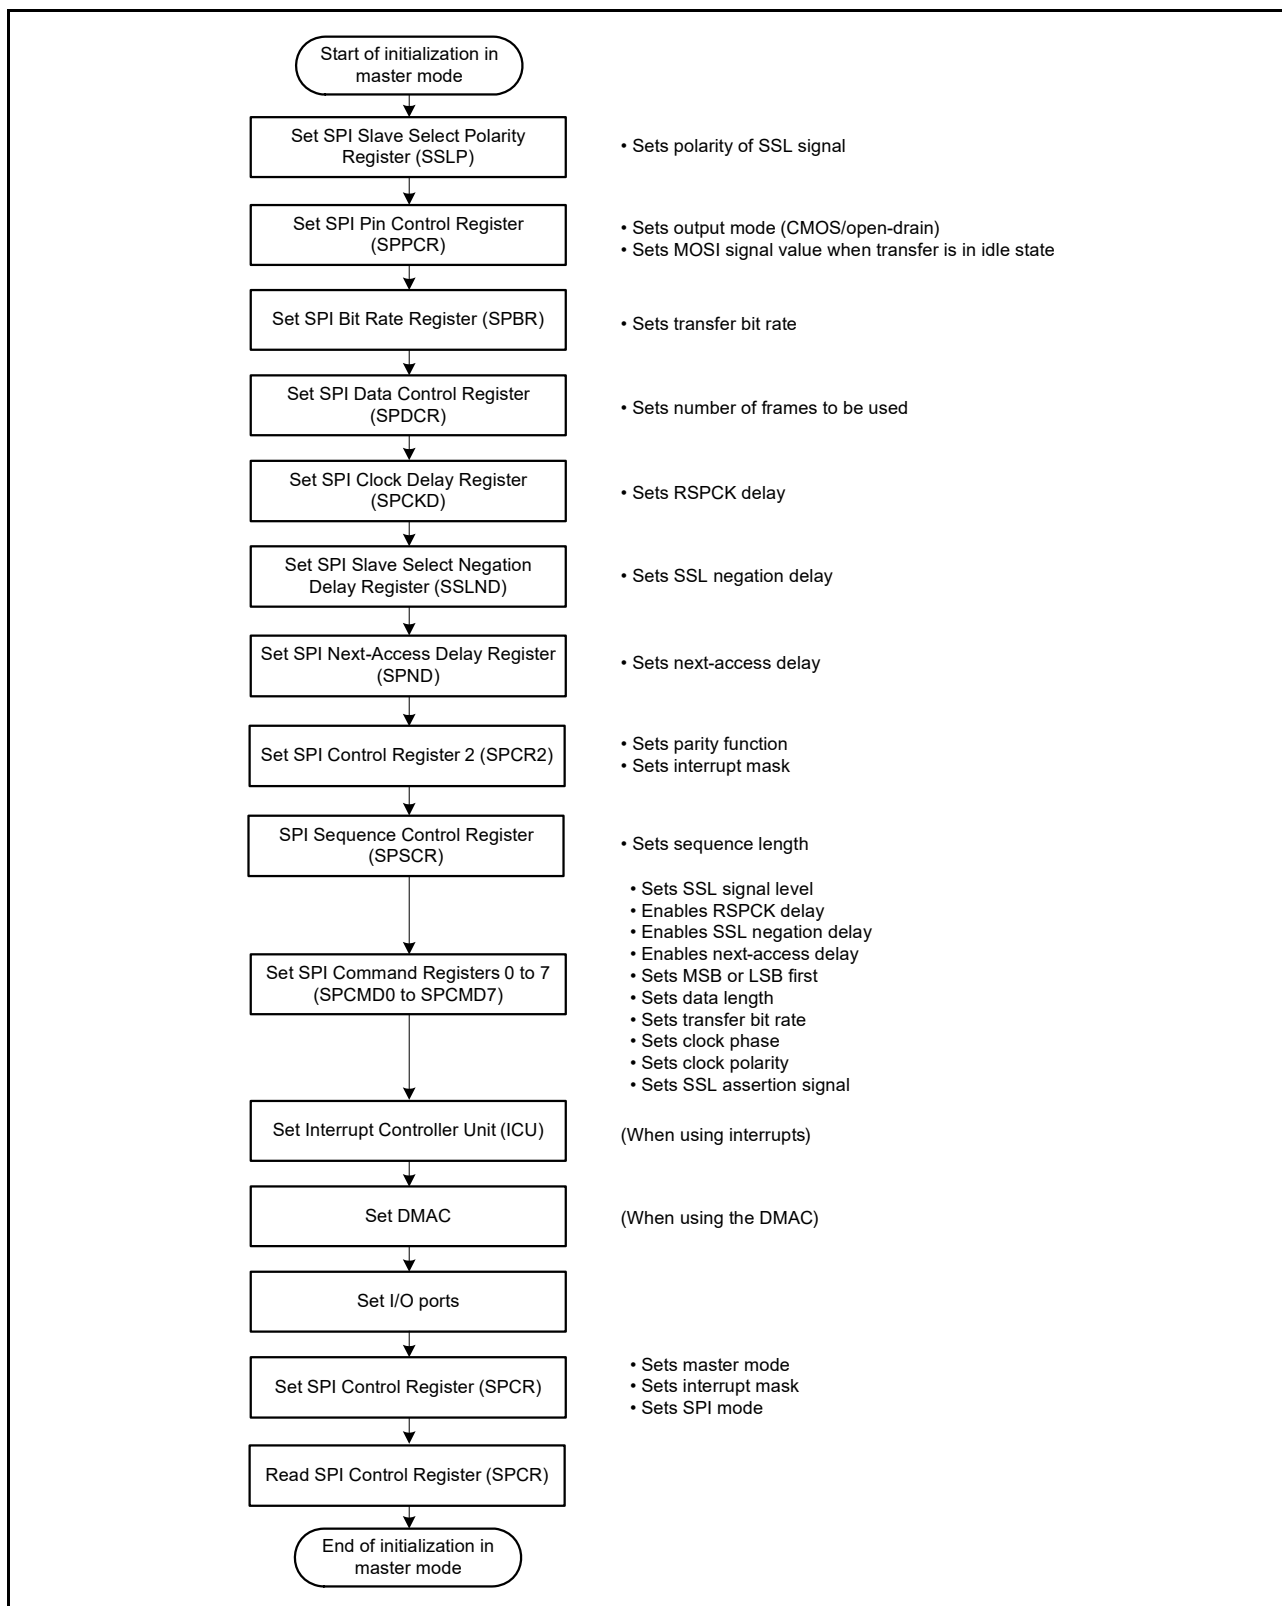 Start of initialization in
master mode
Set SPI Slave Select Polarity
Register (SSLP)
• Sets polarity of SSL signal
Set SPI Pin Control Register
(SPPCR)
• Sets output mode (CMOS/open-drain)
• Sets MOSI signal value when transfer is in idle state
Set SPI Bit Rate Register (SPBR)
• Sets transfer bit rate
Set SPI Data Control Register
(SPDCR)
• Sets number of frames to be used
Set SPI Clock Delay Register
(SPCKD)
• Sets RSPCK delay
Set SPI Slave Select Negation
Delay Register (SSLND)
• Sets SSL negation delay
Set SPI Next-Access Delay Register
(SPND)
• Sets next-access delay
Set SPI Control Register 2 (SPCR2)
• Sets parity function
• Sets interrupt mask
SPI Sequence Control Register
(SPSCR)
• Sets sequence length
Set SPI Command Registers 0 to 7
(SPCMD0 to SPCMD7)
• Sets SSL signal level
• Enables RSPCK delay
• Enables SSL negation delay
• Enables next-access delay
• Sets MSB or LSB first
• Sets data length
• Sets transfer bit rate
• Sets clock phase
• Sets clock polarity
• Sets SSL assertion signal
Set Interrupt Controller Unit (ICU)
(When using interrupts)
Set DMAC
(When using the DMAC)
Set I/O ports
Set SPI Control Register (SPCR)
• Sets master mode
• Sets interrupt mask
• Sets SPI mode
Read SPI Control Register (SPCR)
End of initialization in
master mode